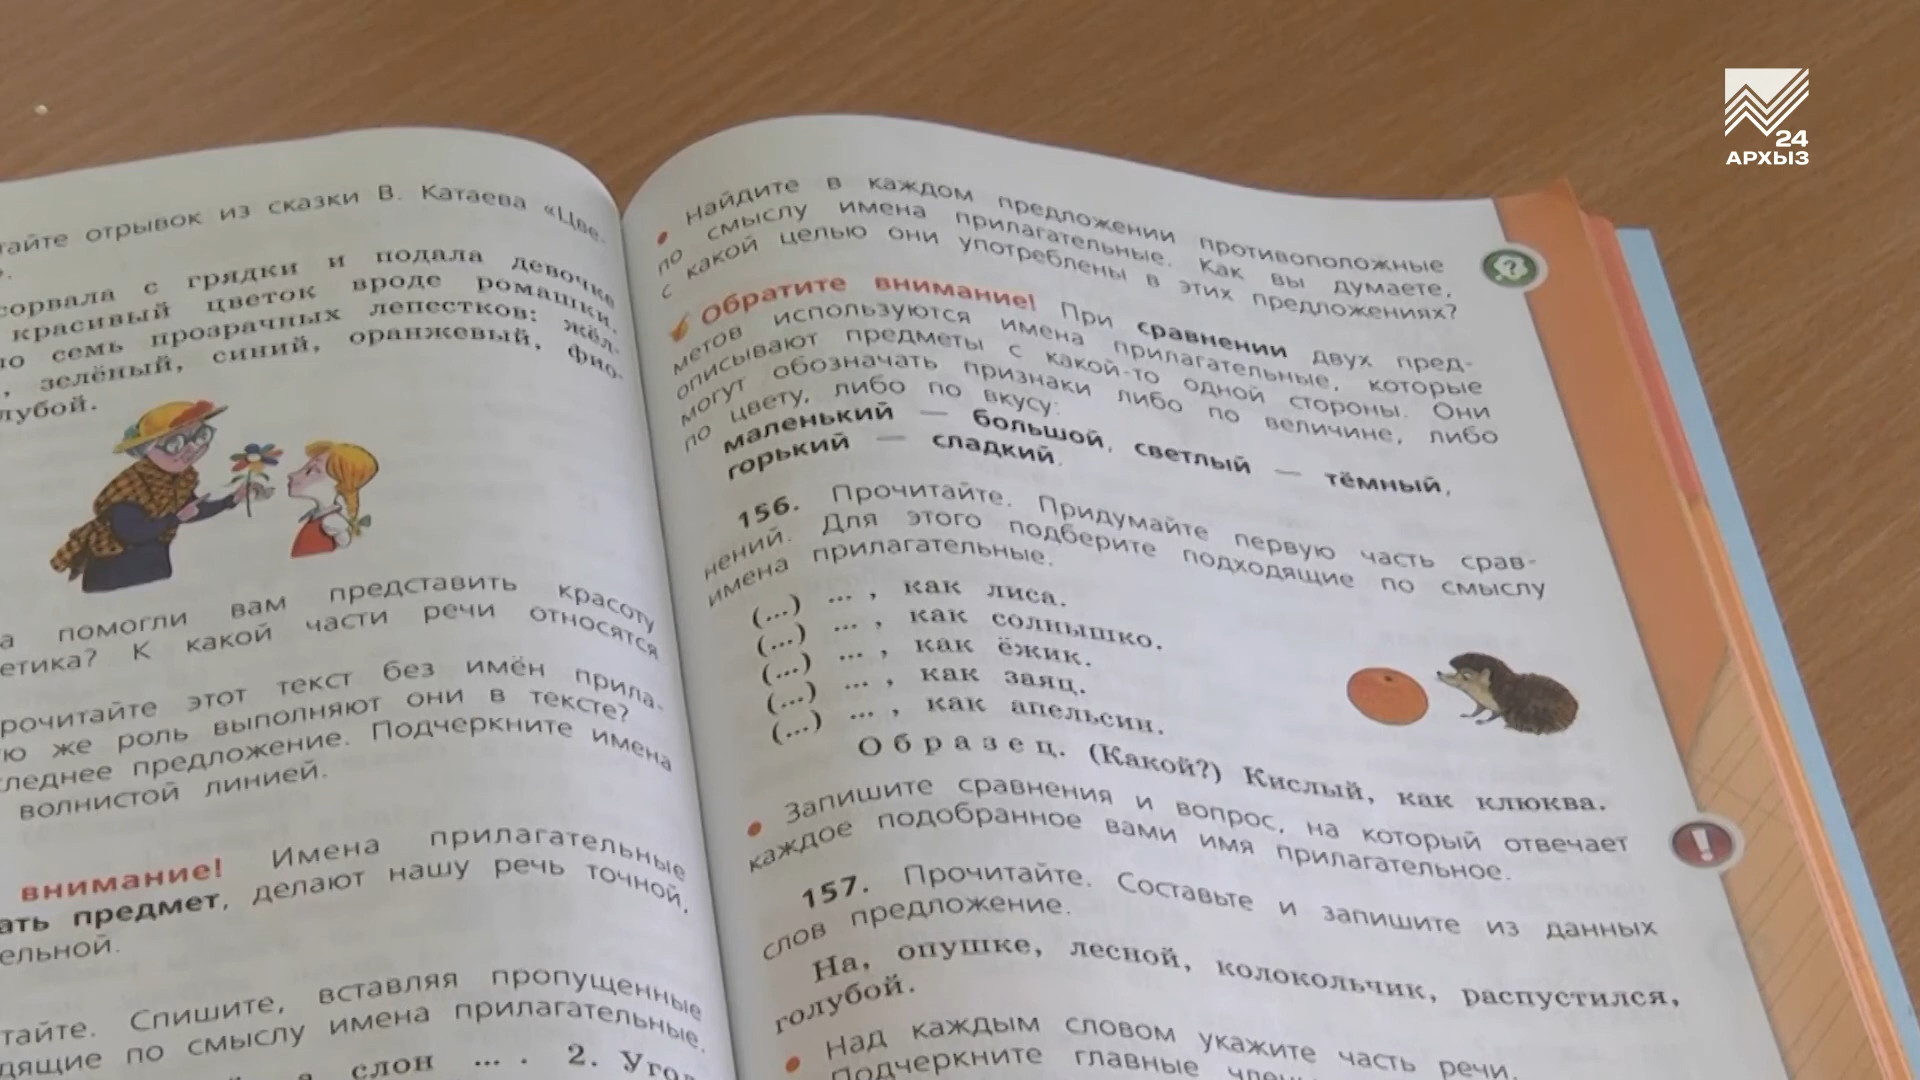 24
АРХЫЗ
тайте отрывок из сказки В. Катаева «Цве-
сорвала с грядки и подала девочке
красивый цветок вроде ромашки.
ло семь прозрачных лепестков: жёл-
, зелёный, синий, оранжевый, фио-
лубой.
а помогли вам представить красоту
етика? К какой части речи относятся
рочитайте этот текст без имён прила-
ую же роль выполняют они в тексте?
следнее предложение. Подчеркните имена
волнистой линией.
внимание! Имена прилагательные
ать предмет, делают нашу речь точной,
ельной.
тайте. Спишите, вставляя пропущенные
дящие по смыслу имена прилагательные.
слон ... . 2. Угол
• Найдите в каждом предложении противоположные
по смыслу имена прилагательные. Как вы думаете,
с какой целью они употреблены в этих предложениях?
Обратите внимание! При сравнении двух пред-
метов используются имена прилагательные, которые
описывают предметы с какой-то одной стороны. Они
могут обозначать признаки либо по величине, либо
по цвету, либо по вкусу:
маленький — большой, светлый — тёмный,
горький — сладкий.
156. Прочитайте. Придумайте первую часть срав-
нений. Для этого подберите подходящие по смыслу
имена прилагательные.
(...) ... , как лиса.
(...) ... , как солнышко.
(...) ... , как ёжик.
(...) ... , как заяц.
(...) ... , как апельсин.
Образец. (Какой?) Кислый, как клюква.
• Запишите сравнения и вопрос, на который отвечает
каждое подобранное вами имя прилагательное.
157. Прочитайте. Составьте и запишите из данных
слов предложение.
На, опушке, лесной, колокольчик, распустился,
голубой.
• Над каждым словом укажите часть речи.
Подчеркните главные